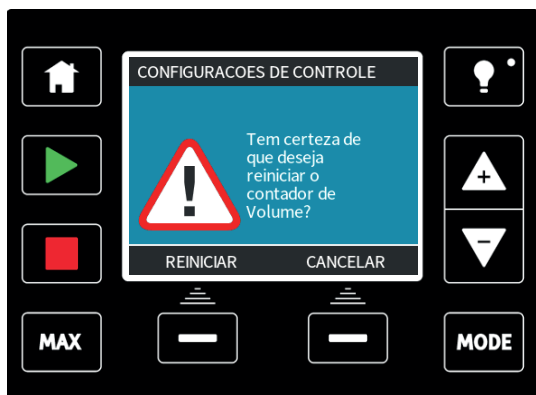 CONFIGURACOES DE CONTROLE
Tem certeza de
que deseja
reiniciar o
contador de
Volume?
!
REINICIAR CANCELAR
+
-
MAX
MODE